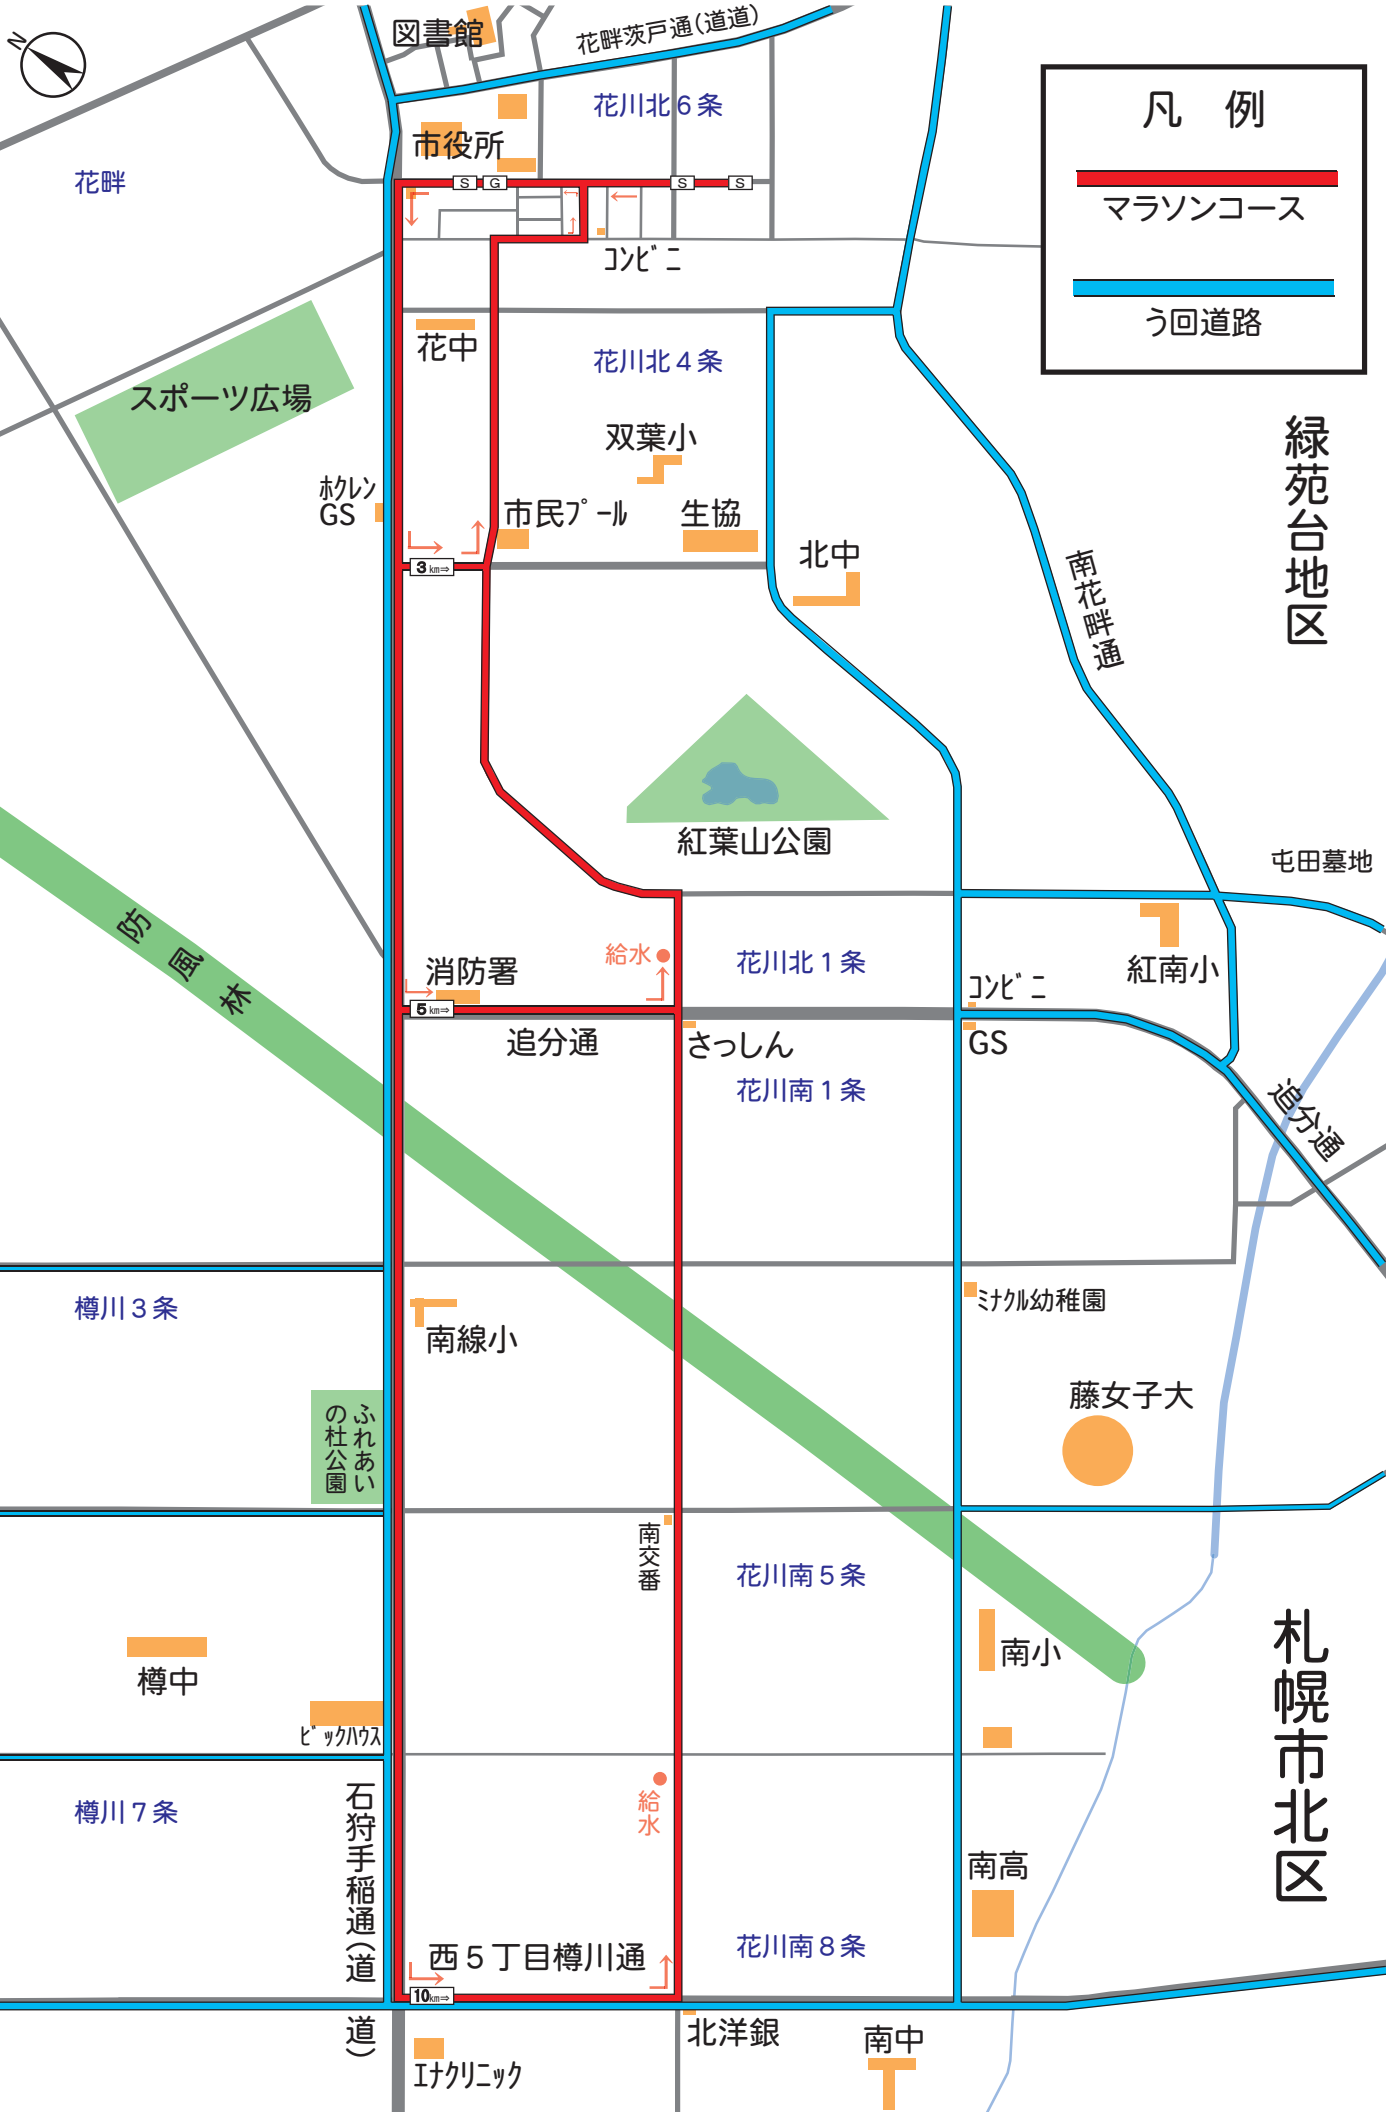 N
図書館
花畔茨戸通(道道)
凡 例
マラソンコース
う回道路
花川北6条
市役所
花畔
S
G
S
S
コンビニ
花中
花川北4条
スポーツ広場
双葉小
ホクレン
GS
市民プール
生協
北中
3km⇒
緑苑台地区
南花畔通
紅葉山公園
屯田墓地
防風林
給水
花川北1条
消防署
コンビニ
紅南小
5km⇒
追分通
さっしん
GS
花川南1条
追分通
樽川3条
南線小
ミナクル幼稚園
ふれあい
の杜公園
藤女子大
南交番
花川南5条
樽中
南小
札幌市北区
ビックハウス
樽川7条
石狩手稲通(道道)
給水
南高
花川南8条
西5丁目樽川通
10km⇒
北洋銀
南中
エナクリニック